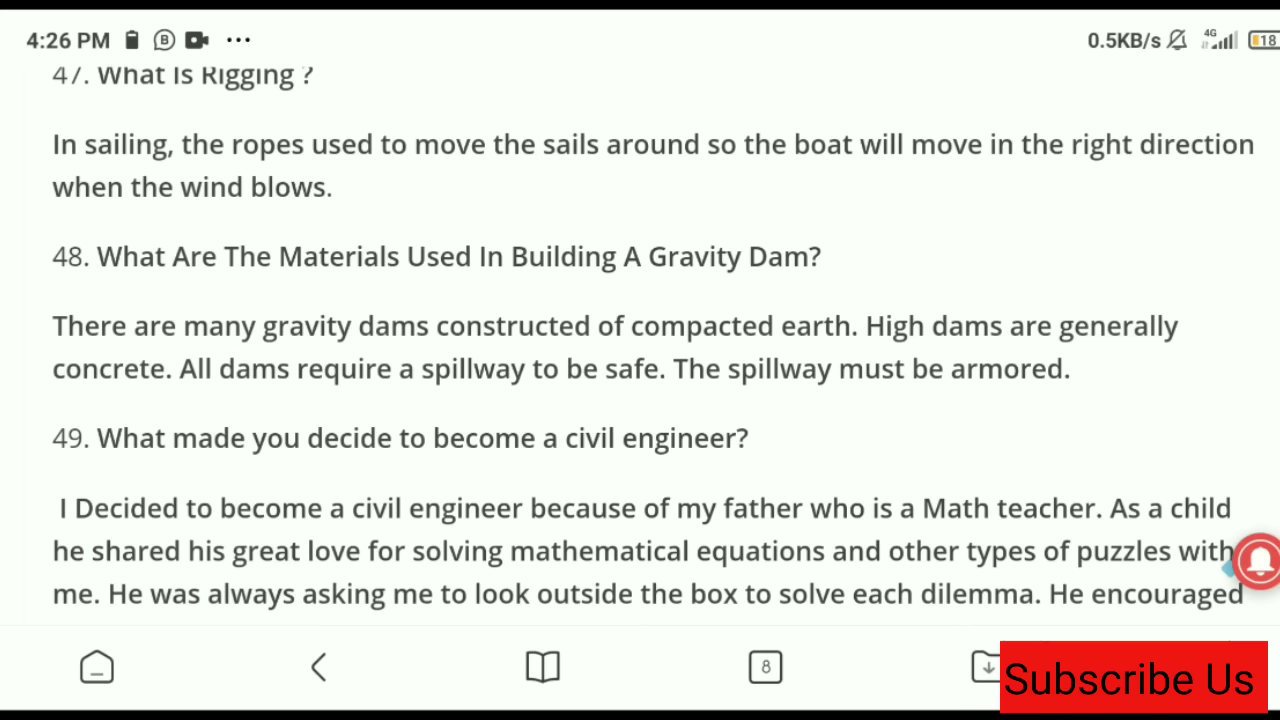 4:26 PM B ...
0.5KB/s 4G 18
47. What Is Rigging ?
In sailing, the ropes used to move the sails around so the boat will move in the right direction
when the wind blows.
48. What Are The Materials Used In Building A Gravity Dam?
There are many gravity dams constructed of compacted earth. High dams are generally
concrete. All dams require a spillway to be safe. The spillway must be armored.
49. What made you decide to become a civil engineer?
I Decided to become a civil engineer because of my father who is a Math teacher. As a child
he shared his great love for solving mathematical equations and other types of puzzles with
me. He was always asking me to look outside the box to solve each dilemma. He encouraged
8
Subscribe Us